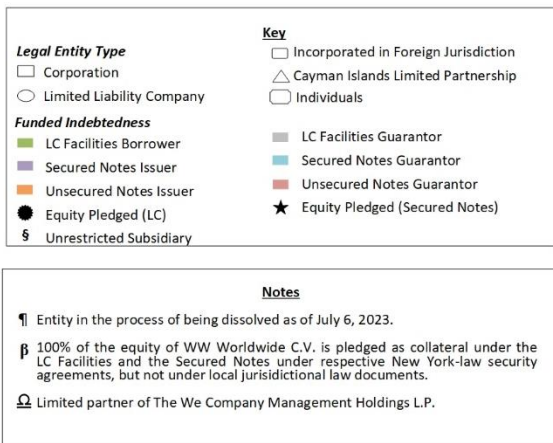 Key
Legal Entity Type
Corporation
Limited Liability Company
Incorporated in Foreign Jurisdiction
Cayman Islands Limited Partnership
Individuals
Funded Indebtedness
LC Facilities Borrower
Secured Notes Issuer
Unsecured Notes Issuer
Equity Pledged (LC)
§ Unrestricted Subsidiary
LC Facilities Guarantor
Secured Notes Guarantor
Unsecured Notes Guarantor
★ Equity Pledged (Secured Notes)
Notes
¶ Entity in the process of being dissolved as of July 6, 2023.
β 100% of the equity of WW Worldwide C.V. is pledged as collateral under the
LC Facilities and the Secured Notes under respective New York-law security
agreements, but not under local jurisidictional law documents.
Ω Limited partner of The We Company Management Holdings L.P.